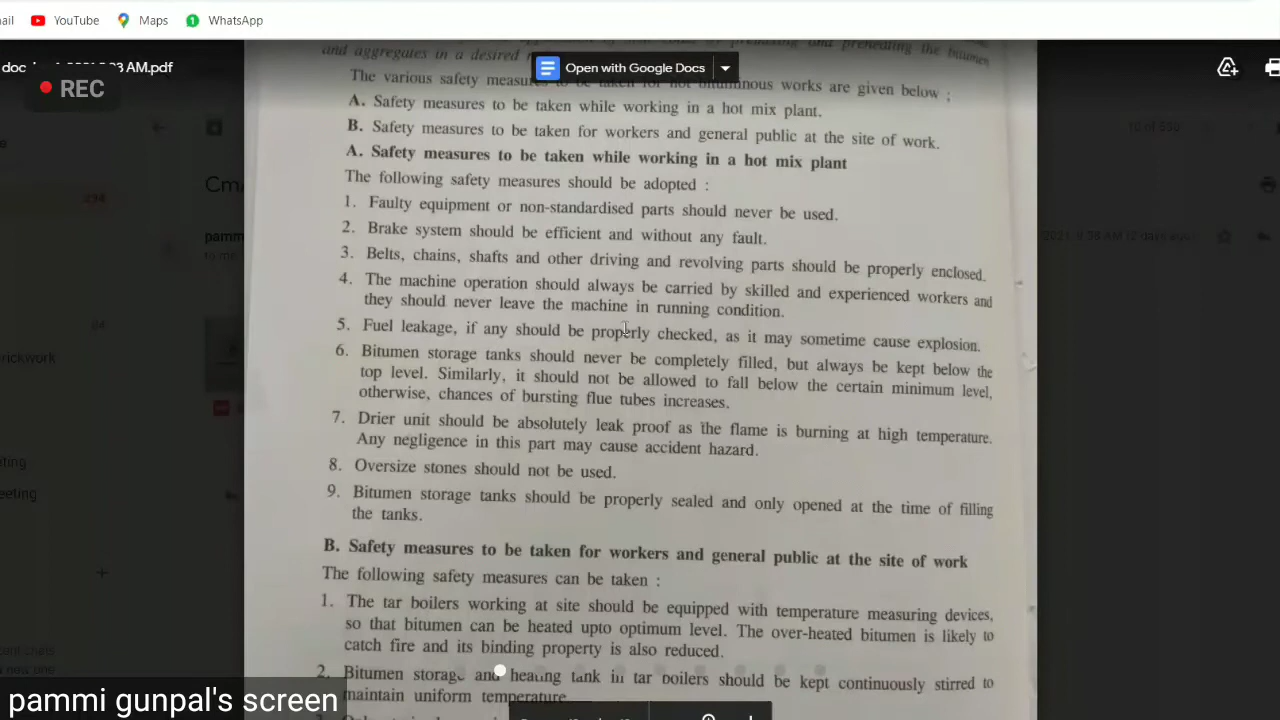 ail YouTube Maps WhatsApp
and aggregates in a desired
doc 33 AM.pdf Open with Google Docs
REC
The various safety measures to be taken for hot bituminous works are given below ;
A. Safety measures to be taken while working in a hot mix plant.
B. Safety measures to be taken for workers and general public at the site of work.
A. Safety measures to be taken while working in a hot mix plant
The following safety measures should be adopted :
1. Faulty equipment or non-standardised parts should never be used.
2. Brake system should be efficient and without any fault.
3. Belts, chains, shafts and other driving and revolving parts should be properly enclosed.
4. The machine operation should always be carried by skilled and experienced workers and
they should never leave the machine in running condition.
5. Fuel leakage, if any should be properly checked, as it may sometime cause explosion.
6. Bitumen storage tanks should never be completely filled, but always be kept below the
top level. Similarly, it should not be allowed to fall below the certain minimum level,
otherwise, chances of bursting flue tubes increases.
7. Drier unit should be absolutely leak proof as the flame is burning at high temperature.
Any negligence in this part may cause accident hazard.
8. Oversize stones should not be used.
9. Bitumen storage tanks should be properly sealed and only opened at the time of filling
the tanks.
B. Safety measures to be taken for workers and general public at the site of work
The following safety measures can be taken :
1. The tar boilers working at site should be equipped with temperature measuring devices,
so that bitumen can be heated upto optimum level. The over-heated bitumen is likely to
catch fire and its binding property is also reduced.
2. Bitumen storage and heating tank in tar boilers should be kept continuously stirred to
maintain uniform temperature.
pammi gunpal's screen